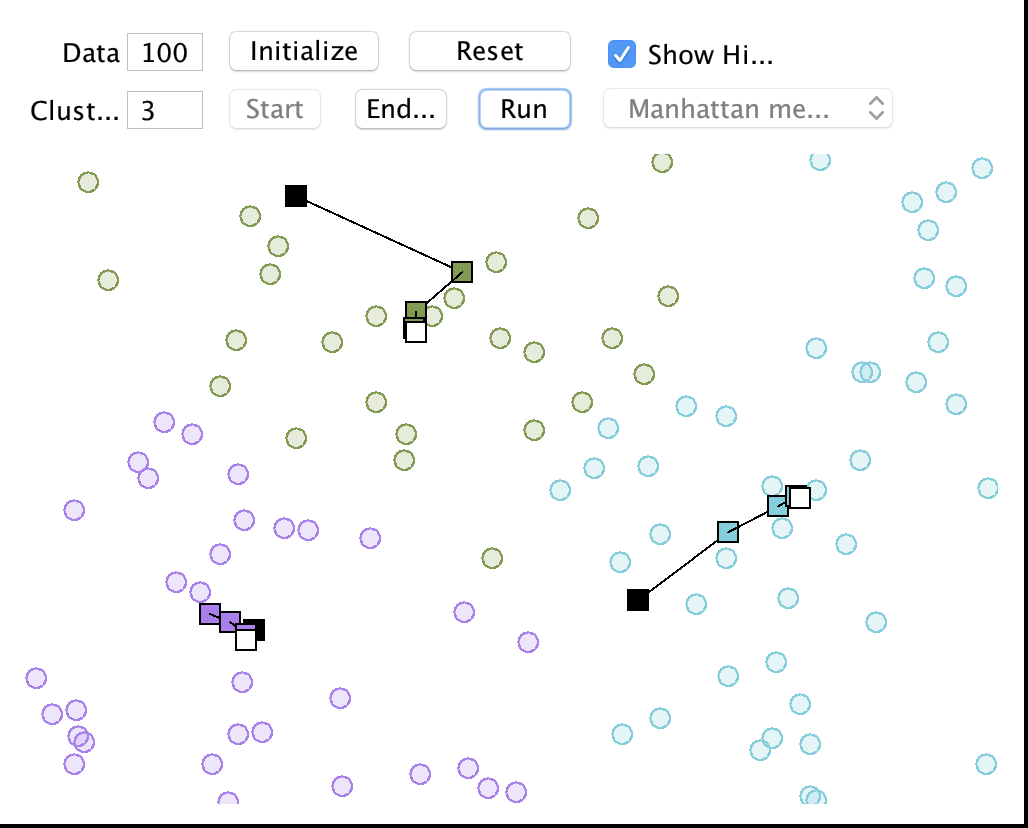 Data 100 Initialize Reset Show Hi...
Clust... 3 Start End... Run Manhattan me...